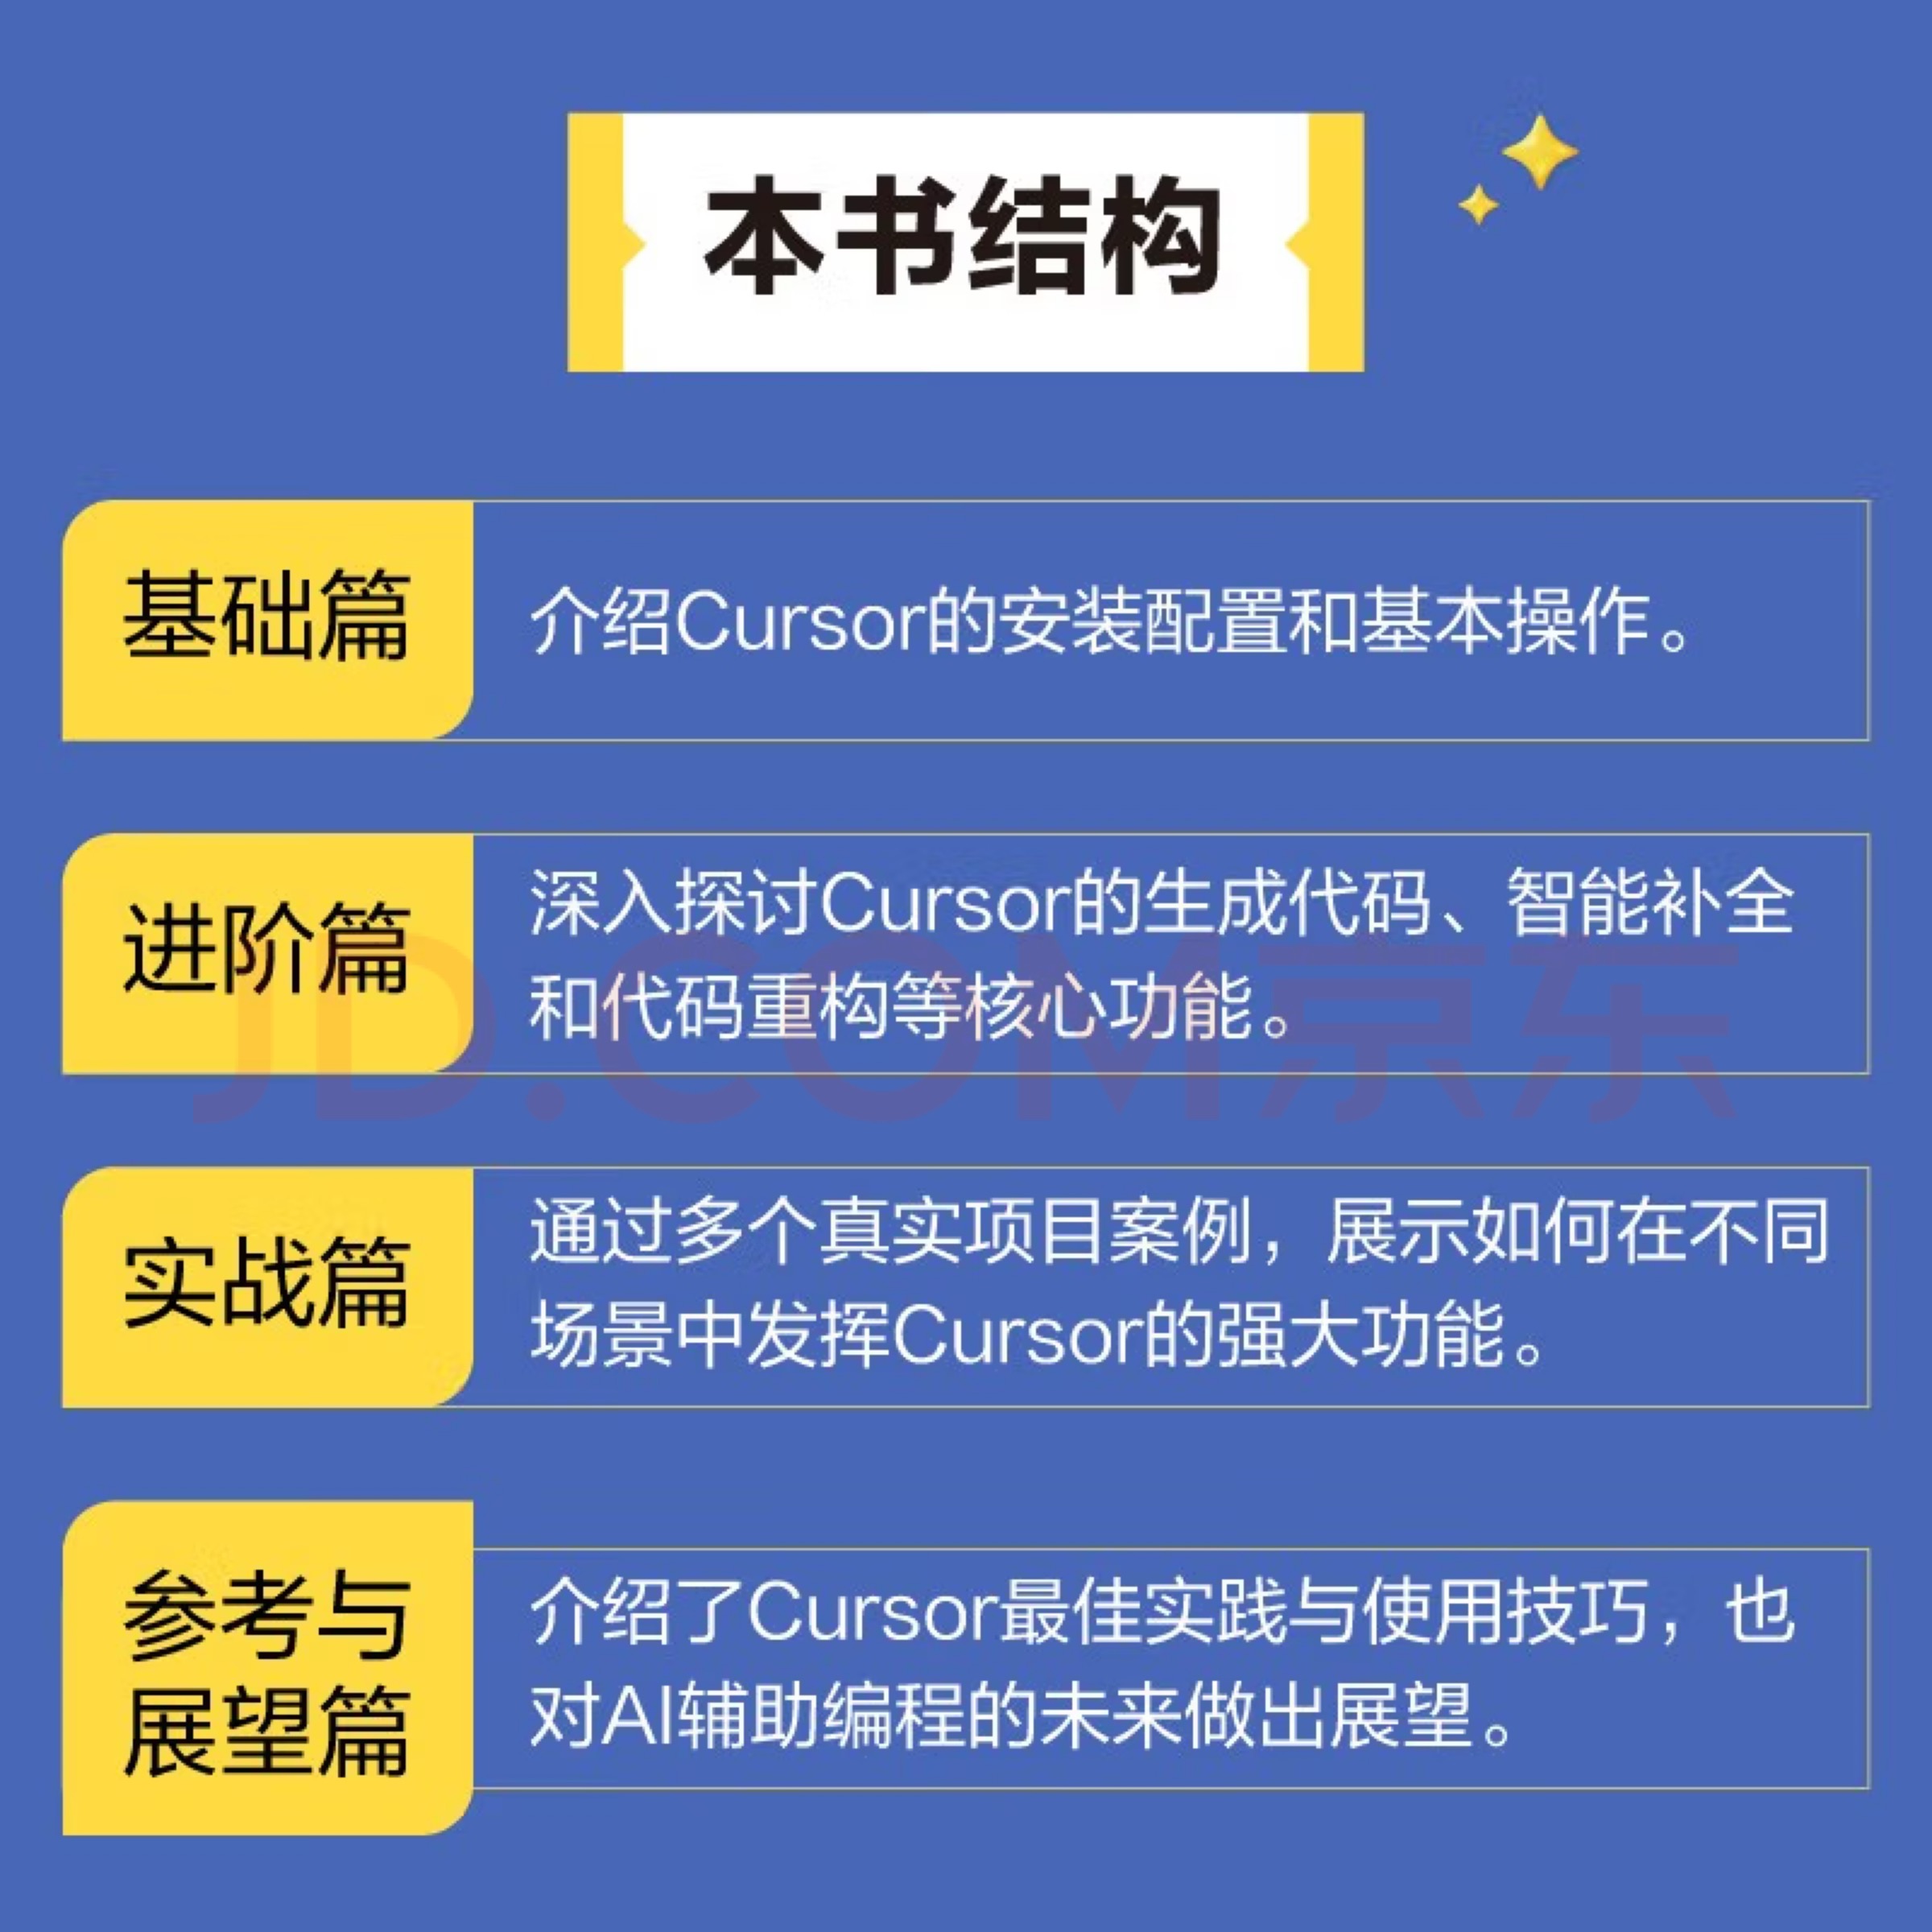 本书结构
基础篇
介绍Cursor的安装配置和基本操作。
进阶篇
深入探讨Cursor的生成代码、智能补全
和代码重构等核心功能。
JD.COM京东
实战篇
通过多个真实项目案例，展示如何在不同
场景中发挥Cursor的强大功能。
参考与
展望篇
介绍了Cursor最佳实践与使用技巧，也
对AI辅助编程的未来做出展望。